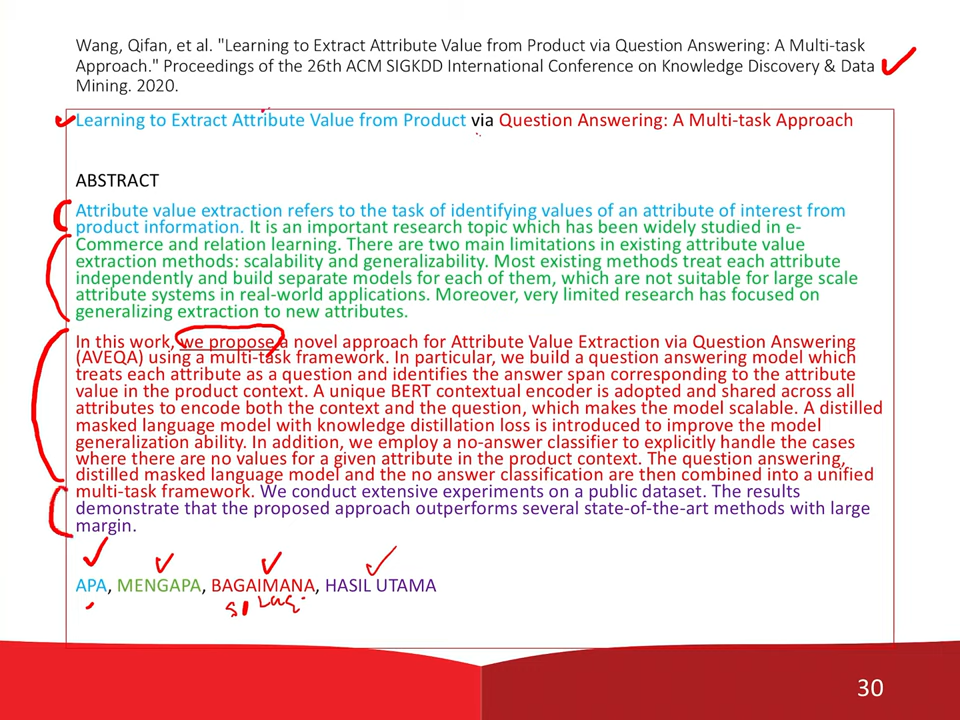 Wang, Qifan, et al. "Learning to Extract Attribute Value from Product via Question Answering: A Multi-task
Approach." Proceedings of the 26th ACM SIGKDD International Conference on Knowledge Discovery & Data
Mining. 2020.
Learning to Extract Attribute Value from Product via Question Answering: A Multi-task Approach
ABSTRACT
Attribute value extraction refers to the task of identifying values of an attribute of interest from
product information. It is an important research topic which has been widely studied in e-
Commerce and relation learning. There are two main limitations in existing attribute value
extraction methods: scalability and generalizability. Most existing methods treat each attribute
independently and build separate models for each of them, which are not suitable for large scale
attribute systems in real-world applications. Moreover, very limited research has focused on
generalizing extraction to new attributes.
In this work, we propose a novel approach for Attribute Value Extraction via Question Answering
(AVEQA) using a multi-task framework. In particular, we build a question answering model which
treats each attribute as a question and identifies the answer span corresponding to the attribute
value in the product context. A unique BERT contextual encoder is adopted and shared across all
attributes to encode both the context and the question, which makes the model scalable. A distilled
masked language model with knowledge distillation loss is introduced to improve the model
generalization ability. In addition, we employ a no-answer classifier to explicitly handle the cases
where there are no values for a given attribute in the product context. The question answering,
distilled masked language model and the no answer classification are then combined into a unified
multi-task framework. We conduct extensive experiments on a public dataset. The results
demonstrate that the proposed approach outperforms several state-of-the-art methods with large
margin.
APA, MENGAPA, BAGAIMANA, HASIL UTAMA
30